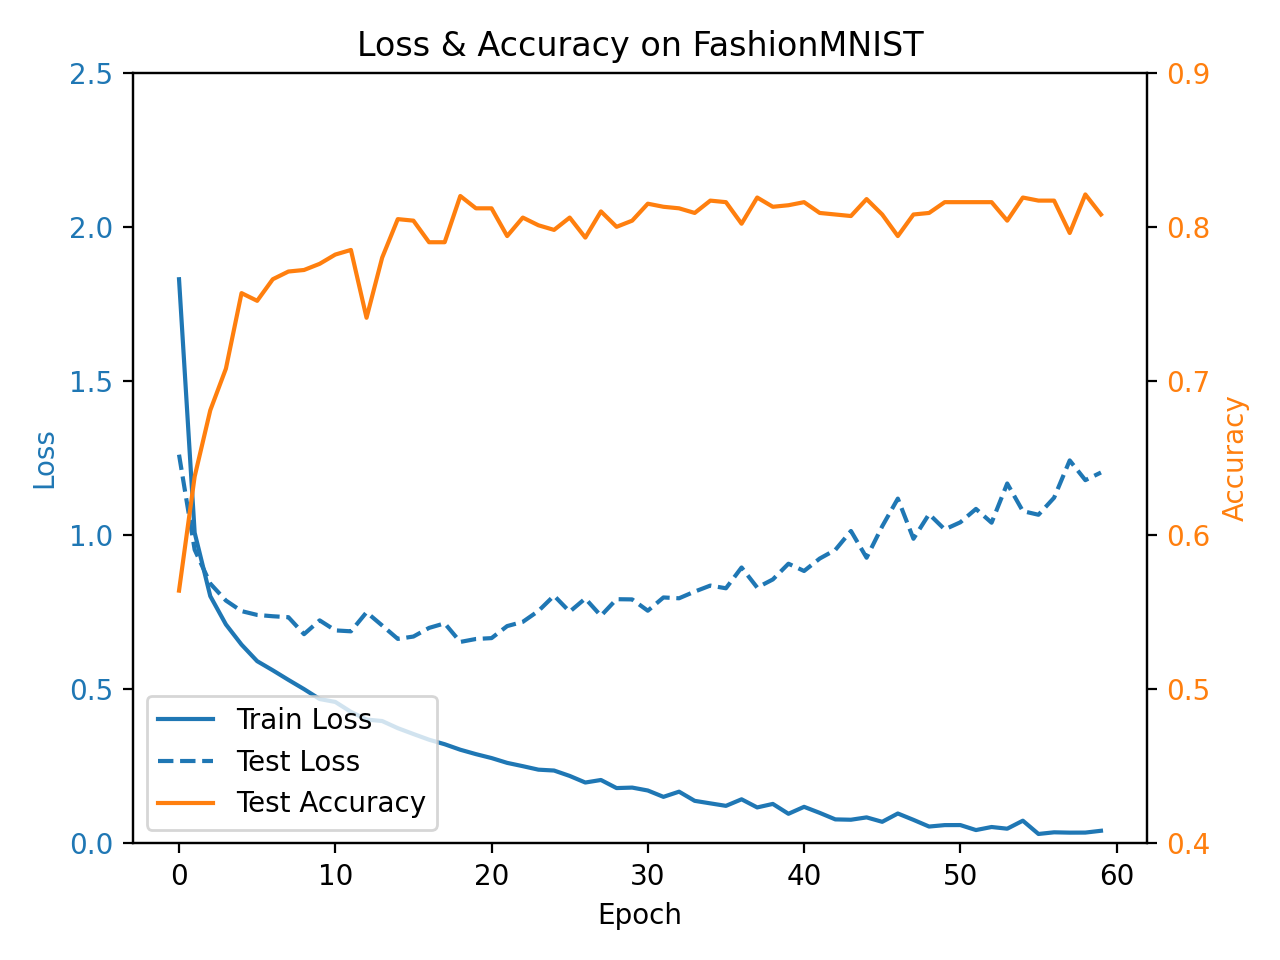 Loss & Accuracy on FashionMNIST
2.5
2.0
1.5
1.0
0.5
0.0
Loss
0.9
0.8
0.7
0.6
0.5
0.4
Accuracy
Train Loss
Test Loss
Test Accuracy
0 10 20 30 40 50 60
Epoch